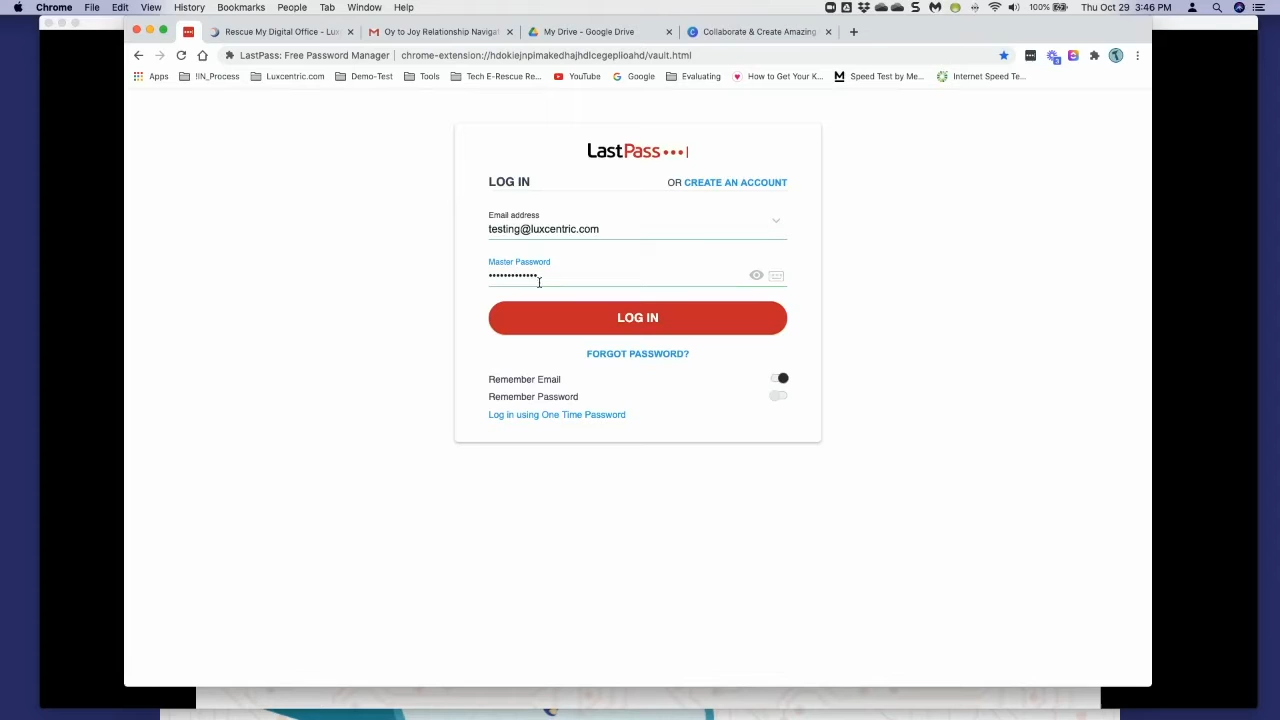 Chrome File Edit View History Bookmarks People Tab Window Help 100% Thu Oct 29 3:46 PM
Rescue My Digital Office - Lux Oy to Joy Relationship Navigat My Drive - Google Drive Collaborate & Create Amazing
LastPass: Free Password Manager | chrome-extension://hdokiejnpimakedhajhdlcegeplioahd/vault.html
Apps !IN_Process Luxcentric.com Demo-Test Tools Tech E-Rescue Re... YouTube Google Evaluating How to Get Your K... Speed Test by Me... Internet Speed Te...
LastPass
LOG IN OR CREATE AN ACCOUNT
Email address
testing@luxcentric.com
Master Password
•••••••••••••
LOG IN
FORGOT PASSWORD?
Remember Email
Remember Password
Log in using One Time Password